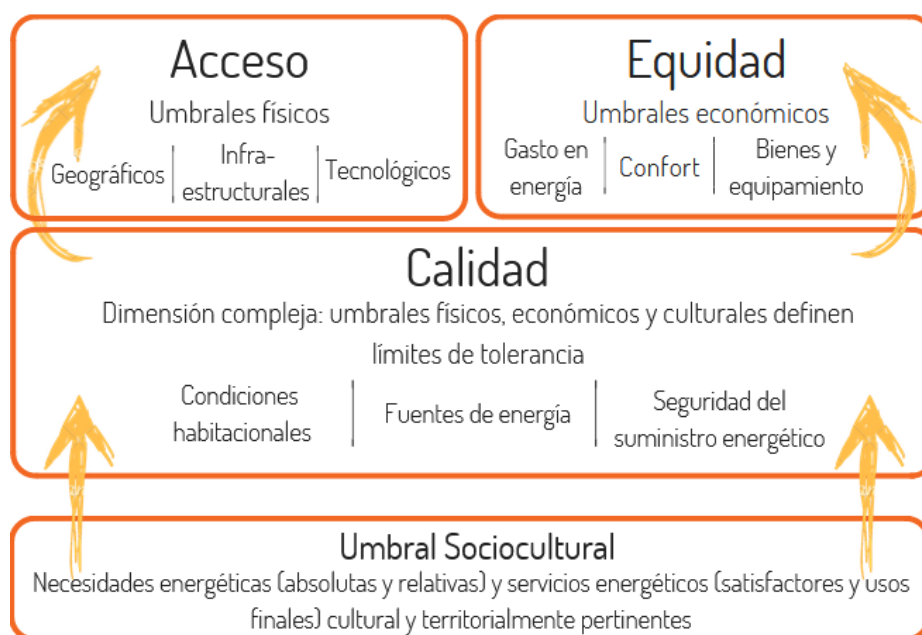 Acceso
Umbrales físicos
Geográficos
Infra-
estructurales
Tecnológicos
Equidad
Umbrales económicos
Gasto en
energía
Confort
Bienes y
equipamiento
Calidad
Dimensión compleja: umbrales físicos, económicos y culturales definen
límites de tolerancia
Condiciones
habitacionales
Fuentes de energía
Seguridad del
suministro energético
Umbral Sociocultural
Necesidades energéticas (absolutas y relativas) y servicios energéticos (satisfactores y usos
finales) cultural y territorialmente pertinentes